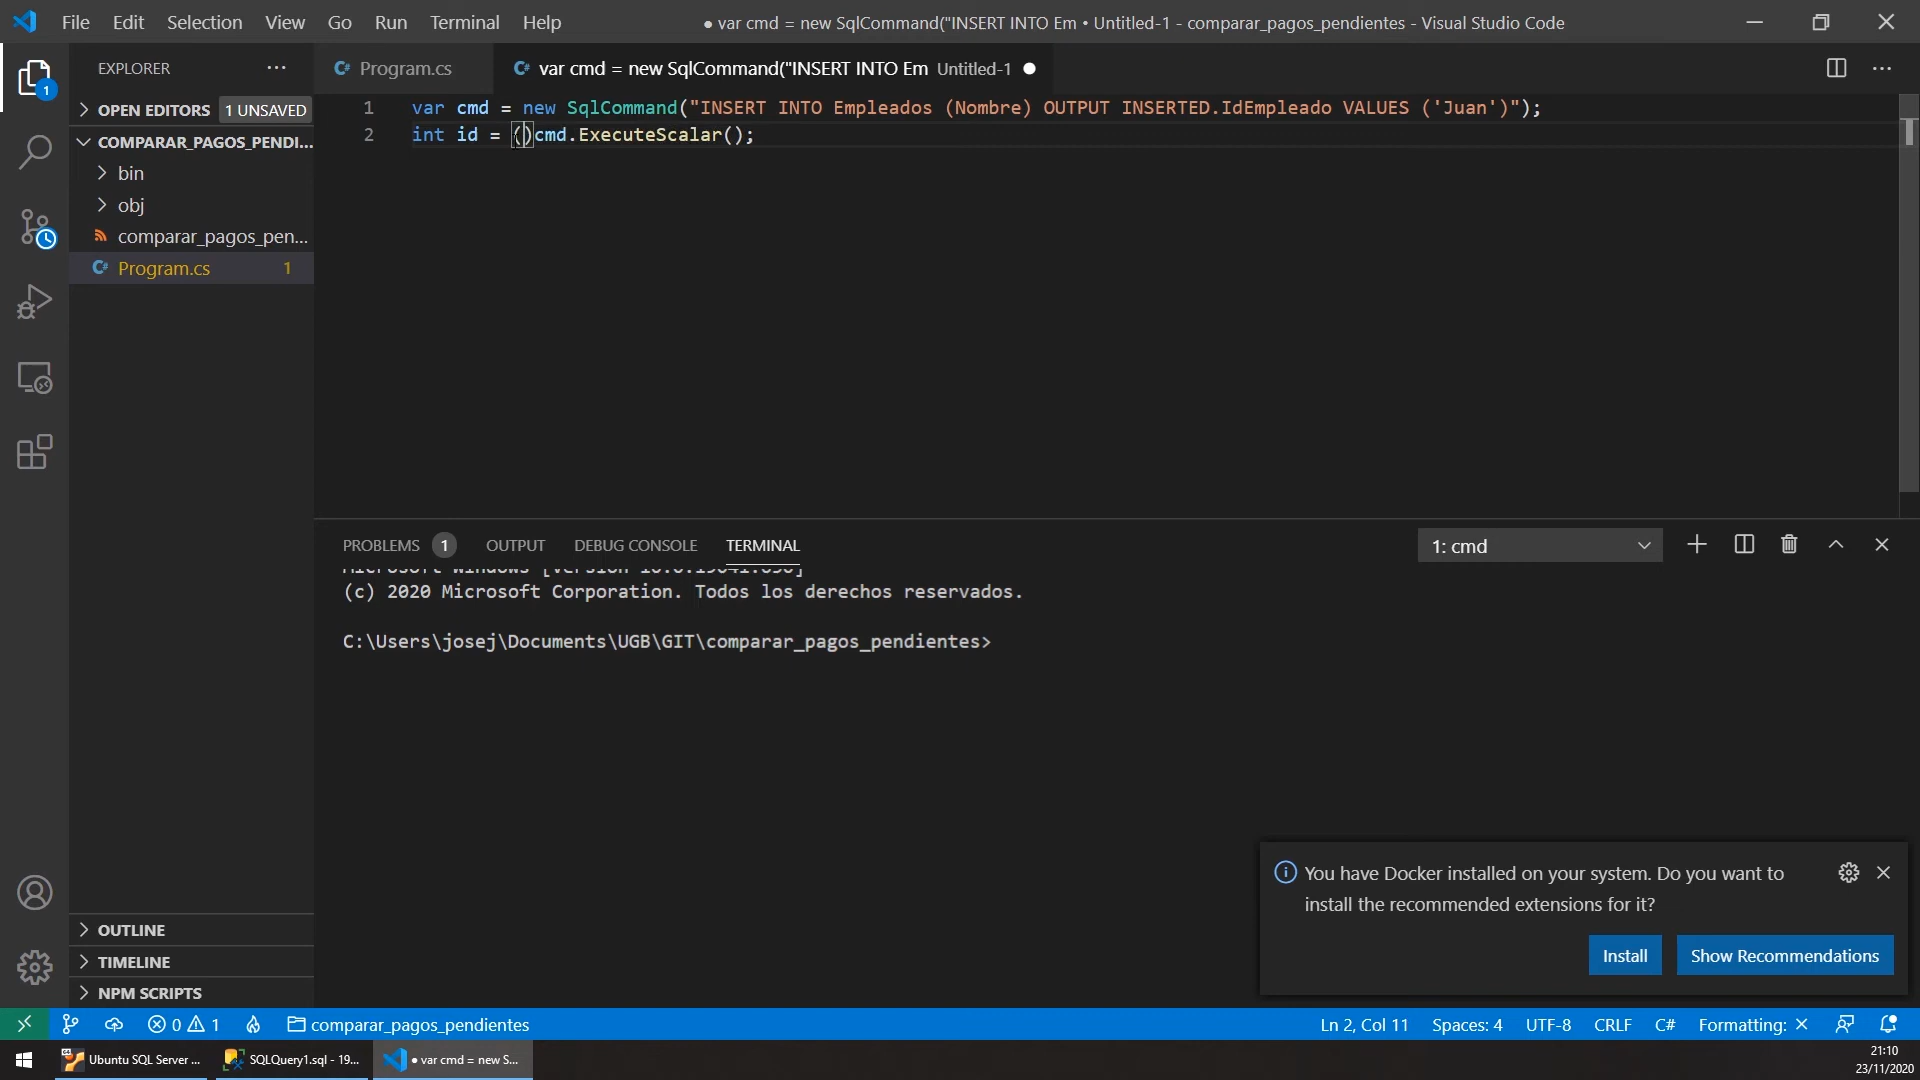 File Edit Selection View Go Run Terminal Help
● var cmd = new SqlCommand("INSERT INTO Em • Untitled-1 - comparar_pagos_pendientes - Visual Studio Code
EXPLORER
Program.cs
var cmd = new SqlCommand("INSERT INTO Em Untitled-1
1
OPEN EDITORS 1 UNSAVED
COMPARAR_PAGOS_PENDI...
bin
obj
comparar_pagos_pen...
Program.cs 1
1 var cmd = new SqlCommand("INSERT INTO Empleados (Nombre) OUTPUT INSERTED.IdEmpleado VALUES ('Juan')");
2 int id = ()cmd.ExecuteScalar();
PROBLEMS 1 OUTPUT DEBUG CONSOLE TERMINAL
1: cmd
Microsoft Windows [Versión
(c) 2020 Microsoft Corporation. Todos los derechos reservados.
C:\Users\josej\Documents\UGB\GIT\comparar_pagos_pendientes>
You have Docker installed on your system. Do you want to
install the recommended extensions for it?
Install
Show Recommendations
OUTLINE
TIMELINE
NPM SCRIPTS
0 1 comparar_pagos_pendientes
Ln 2, Col 11 Spaces: 4 UTF-8 CRLF C# Formatting: ×
Ubuntu SQL Server ...
SQLQuery1.sql - 19...
● var cmd = new S...
21:10
23/11/2020